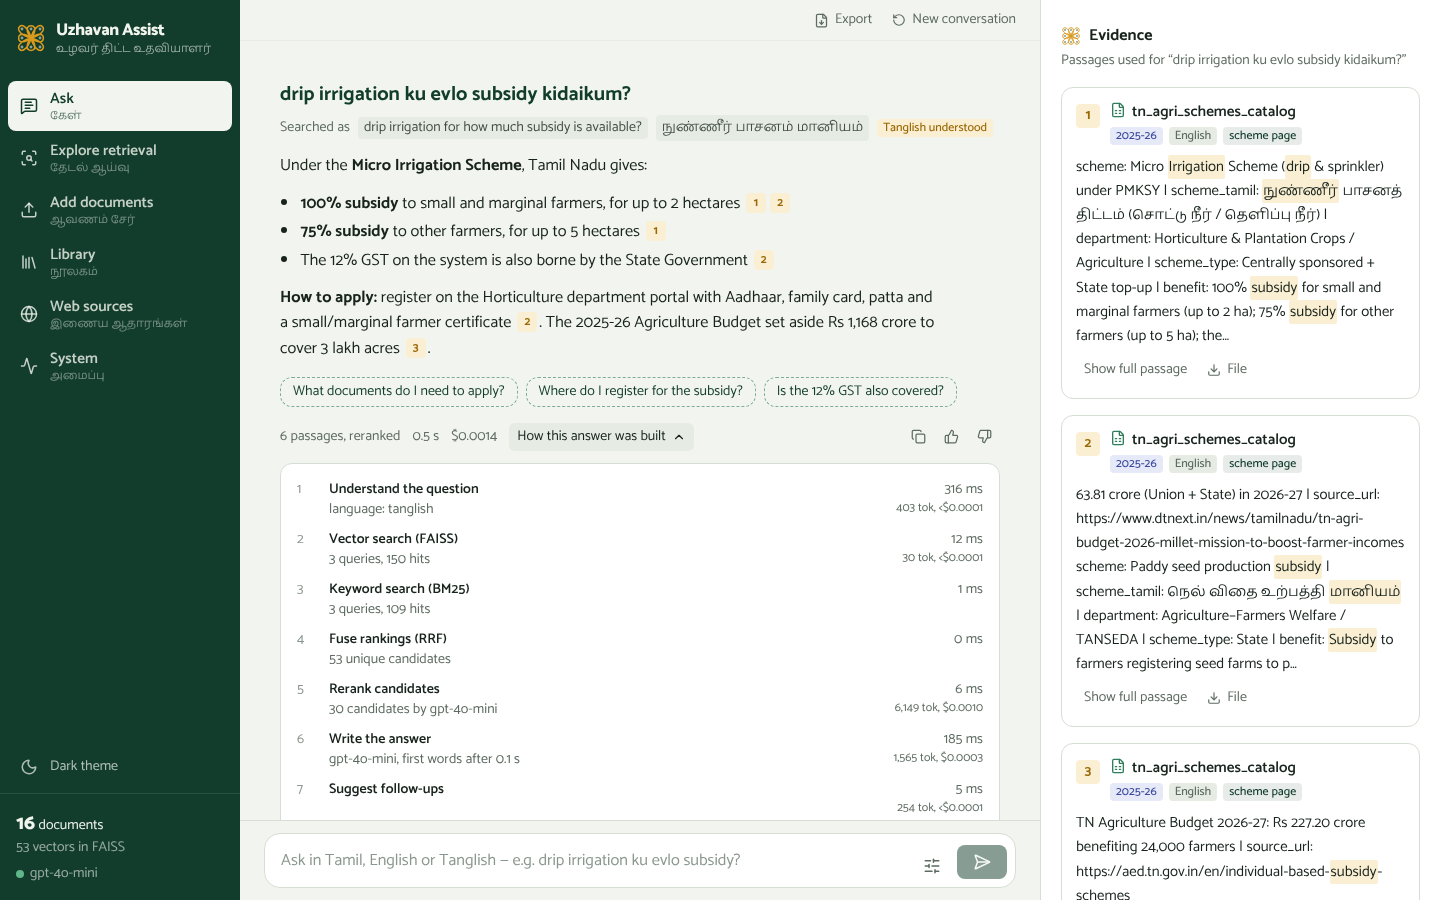 Uzhavan Assist
உழவர் திட்ட உதவியாளர்
Ask
கேள்
Explore retrieval
தேடல் ஆய்வு
Add documents
ஆவணம் சேர்
Library
நூலகம்
Web sources
இணைய ஆதாரங்கள்
System
அமைப்பு
Dark theme
16 documents
53 vectors in FAISS
gpt-4o-mini
Export
New conversation
drip irrigation ku evlo subsidy kidaikum?
Searched as drip irrigation for how much subsidy is available? நுண்ணீர் பாசனம் மானியம் Tanglish understood
Under the Micro Irrigation Scheme, Tamil Nadu gives:
• 100% subsidy to small and marginal farmers, for up to 2 hectares 1 2
• 75% subsidy to other farmers, for up to 5 hectares 1
• The 12% GST on the system is also borne by the State Government 2
How to apply: register on the Horticulture department portal with Aadhaar, family card, patta and
a small/marginal farmer certificate 2 . The 2025-26 Agriculture Budget set aside Rs 1,168 crore to
cover 3 lakh acres 3 .
What documents do I need to apply?
Where do I register for the subsidy?
Is the 12% GST also covered?
6 passages, reranked 0.5 s $0.0014 How this answer was built
1 Understand the question 316 ms
language: tanglish 403 tok, <$0.0001
2 Vector search (FAISS) 12 ms
3 queries, 150 hits 30 tok, <$0.0001
3 Keyword search (BM25) 1 ms
3 queries, 109 hits
4 Fuse rankings (RRF) 0 ms
53 unique candidates
5 Rerank candidates 6 ms
30 candidates by gpt-4o-mini 6,149 tok, $0.0010
6 Write the answer 185 ms
gpt-4o-mini, first words after 0.1 s 1,565 tok, $0.0003
7 Suggest follow-ups 5 ms
254 tok, <$0.0001
Ask in Tamil, English or Tanglish – e.g. drip irrigation ku evlo subsidy?
Evidence
Passages used for “drip irrigation ku evlo subsidy kidaikum?”
1 tn_agri_schemes_catalog
2025-26 English scheme page
scheme: Micro Irrigation Scheme (drip & sprinkler)
under PMKSY | scheme_tamil: நுண்ணீர் பாசனத்
திட்டம் (சொட்டு நீர் / தெளிப்பு நீர்) |
department: Horticulture & Plantation Crops /
Agriculture | scheme_type: Centrally sponsored +
State top-up | benefit: 100% subsidy for small and
marginal farmers (up to 2 ha); 75% subsidy for other
farmers (up to 5 ha); the…
Show full passage File
2 tn_agri_schemes_catalog
2025-26 English scheme page
63.81 crore (Union + State) in 2026-27 | source_url:
https://www.dtnext.in/news/tamilnadu/tn-agri-
budget-2026-millet-mission-to-boost-farmer-incomes
scheme: Paddy seed production subsidy |
scheme_tamil: நெல் விதை உற்பத்தி மானியம்
| department: Agriculture–Farmers Welfare /
TANSEDA | scheme_type: State | benefit: Subsidy to
farmers registering seed farms to p…
Show full passage File
3 tn_agri_schemes_catalog
2025-26 English scheme page
TN Agriculture Budget 2026-27: Rs 227.20 crore
benefiting 24,000 farmers | source_url:
https://aed.tn.gov.in/en/individual-based-subsidy-
schemes